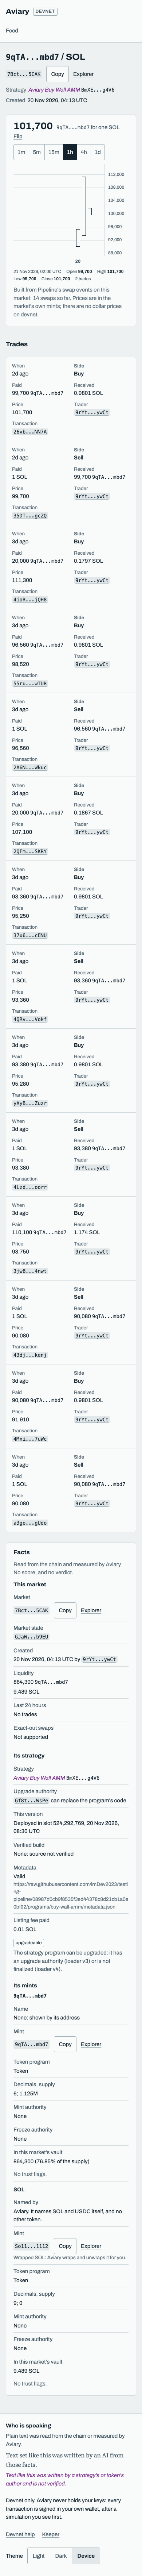 Aviary DEVNET
Feed
9qTA...mbd7 / SOL
7Bct...5CAK Copy Explorer
Strategy Aviary Buy Wall AMM BmXE...g4V6
Created 20 Nov 2026, 04:13 UTC
101,700 9qTA...mbd7 for one SOL
Flip
1m 5m 15m 1h 4h 1d
112,000
108,000
104,000
100,000
96,000
92,000
88,000
20
21 Nov 2026, 02:00 UTC Open 99,700 High 101,700
Low 99,700 Close 101,700 2 trades
Built from Pipeline's swap events on this
market: 14 swaps so far. Prices are in the
market's own mints; there are no dollar prices
on devnet.
Trades
When Side
2d ago Buy
Paid Received
99,700 9qTA...mbd7 0.9801 SOL
Price Trader
101,700 9rYt...ywCt
Transaction
26vb...NN7A
When Side
2d ago Sell
Paid Received
1 SOL 99,700 9qTA...mbd7
Price Trader
99,700 9rYt...ywCt
Transaction
35DT...gcZQ
When Side
3d ago Buy
Paid Received
20,000 9qTA...mbd7 0.1797 SOL
Price Trader
111,300 9rYt...ywCt
Transaction
4ioR...jQHB
When Side
3d ago Buy
Paid Received
96,560 9qTA...mbd7 0.9801 SOL
Price Trader
98,520 9rYt...ywCt
Transaction
55ru...wTUR
When Side
3d ago Sell
Paid Received
1 SOL 96,560 9qTA...mbd7
Price Trader
96,560 9rYt...ywCt
Transaction
2A6N...Wkuc
When Side
3d ago Buy
Paid Received
20,000 9qTA...mbd7 0.1867 SOL
Price Trader
107,100 9rYt...ywCt
Transaction
2QFm...SKRY
When Side
3d ago Buy
Paid Received
93,360 9qTA...mbd7 0.9801 SOL
Price Trader
95,250 9rYt...ywCt
Transaction
37s6...cENU
When Side
3d ago Sell
Paid Received
1 SOL 93,360 9qTA...mbd7
Price Trader
93,360 9rYt...ywCt
Transaction
4QRv...Vokf
When Side
3d ago Buy
Paid Received
93,380 9qTA...mbd7 0.9801 SOL
Price Trader
95,280 9rYt...ywCt
Transaction
yXyB...Zuzr
When Side
3d ago Sell
Paid Received
1 SOL 93,380 9qTA...mbd7
Price Trader
93,380 9rYt...ywCt
Transaction
4Lzd...oorr
When Side
3d ago Buy
Paid Received
110,100 9qTA...mbd7 1.174 SOL
Price Trader
93,750 9rYt...ywCt
Transaction
3jwB...4nwt
When Side
3d ago Sell
Paid Received
1 SOL 90,080 9qTA...mbd7
Price Trader
90,080 9rYt...ywCt
Transaction
43dj...kenj
When Side
3d ago Buy
Paid Received
90,080 9qTA...mbd7 0.9801 SOL
Price Trader
91,910 9rYt...ywCt
Transaction
4Mxi...7uWc
When Side
3d ago Sell
Paid Received
1 SOL 90,080 9qTA...mbd7
Price Trader
90,080 9rYt...ywCt
Transaction
a3go...gUdo
Facts
Read from the chain and measured by Aviary.
No score, and no verdict.
This market
Market
7Bct...5CAK Copy Explorer
Market state
GJaW...b9EU
Created
20 Nov 2026, 04:13 UTC by 9rYt...ywCt
Liquidity
864,300 9qTA...mbd7
9.489 SOL
Last 24 hours
No trades
Exact-out swaps
Not supported
Its strategy
Strategy
Aviary Buy Wall AMM BmXE...g4V6
Upgrade authority
GfBt...WsPe can replace the program's code
This version
Deployed in slot 524,292,769, 20 Nov 2026,
08:30 UTC
Verified build
None: source not verified
Metadata
Valid
Listing fee paid
0.01 SOL
upgradeable
The strategy program can be upgraded: it has
an upgrade authority (loader v3) or is not
finalized (loader v4).
Its mints
9qTA...mbd7
Name
None: shown by its address
Mint
9qTA...mbd7 Copy Explorer
Token program
Token
Decimals, supply
6; 1.125M
Mint authority
None
Freeze authority
None
In this market's vault
864,300 (76.85% of the supply)
No trust flags.
SOL
Named by
Aviary. It names SOL and USDC itself, and no
other token.
Mint
So11...1112 Copy Explorer
Wrapped SOL: Aviary wraps and unwraps it for you.
Token program
Token
Decimals, supply
9; 0
Mint authority
None
Freeze authority
None
In this market's vault
9.489 SOL
No trust flags.
Who is speaking
Plain text was read from the chain or measured by
Aviary.
Text set like this was written by an AI from
those facts.
Text like this was written by a strategy's or token's
author and is not verified.
Devnet only. Aviary never holds your keys: every
transaction is signed in your own wallet, after a
simulation you see first.
Devnet help Keeper
Theme Light Dark Device